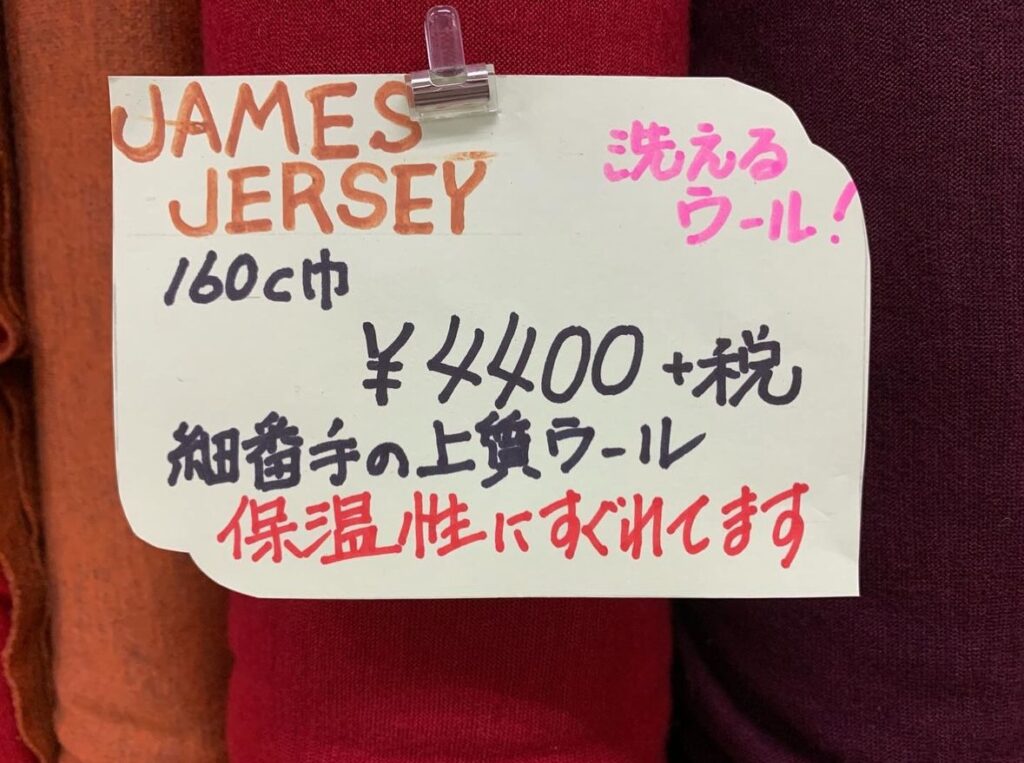 JAMES
JERSEY
洗える
ウール!
160c巾
¥4400+税
細番手の上質ウール
保温性にすぐれてます